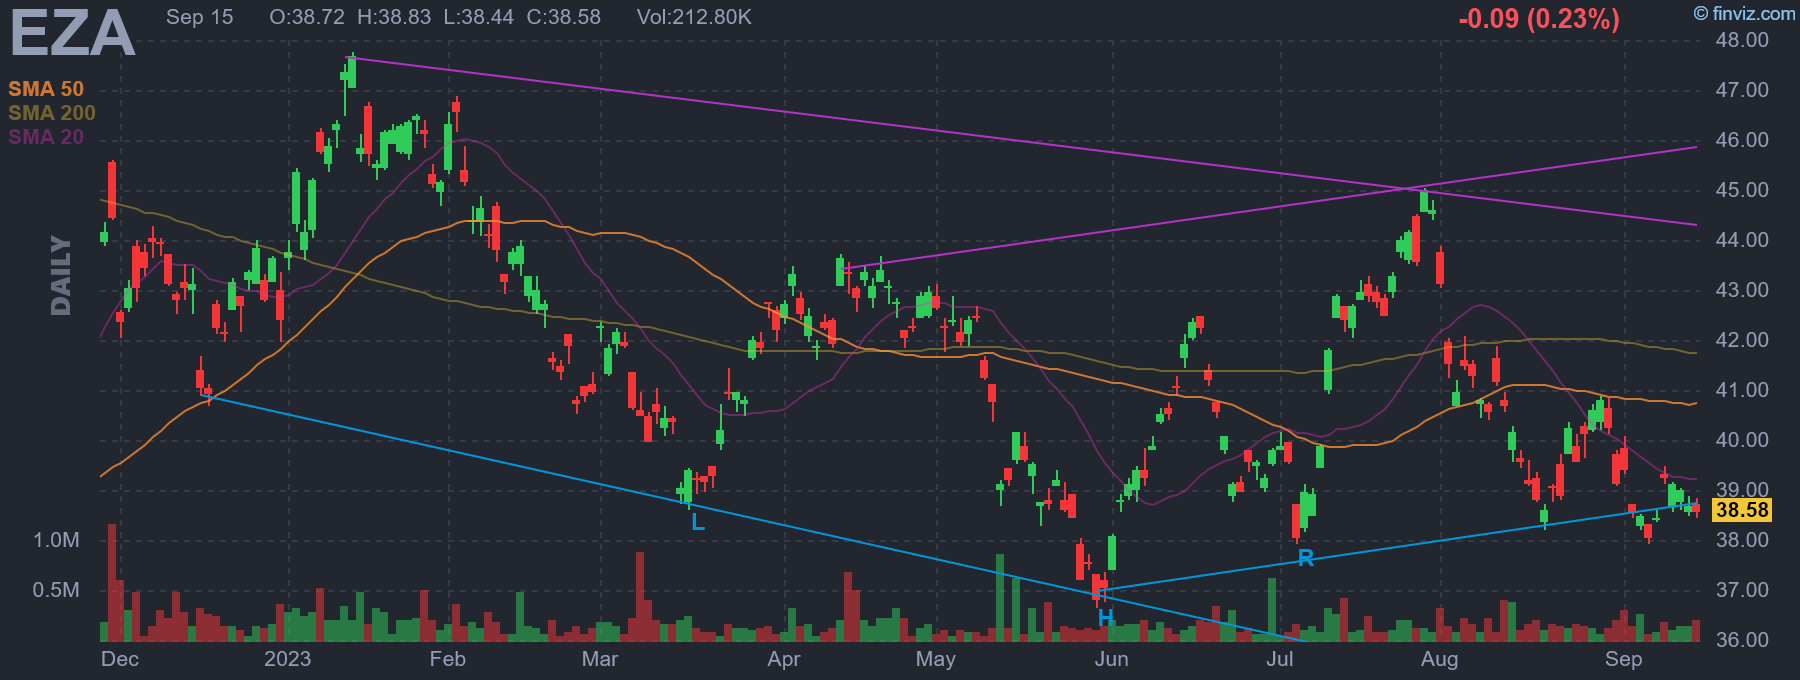 EZA
Sep 15 O:38.72 H:38.83 L:38.44 C:38.58 Vol:212.80K
-0.09 (0.23%)
© finviz.com
SMA 50
SMA 200
SMA 20
DAILY
48.00
47.00
46.00
45.00
44.00
43.00
42.00
41.00
40.00
39.00
38.58
38.00
37.00
36.00
1.0M
0.5M
L
H
R
Dec 2023 Feb Mar Apr May Jun Jul Aug Sep